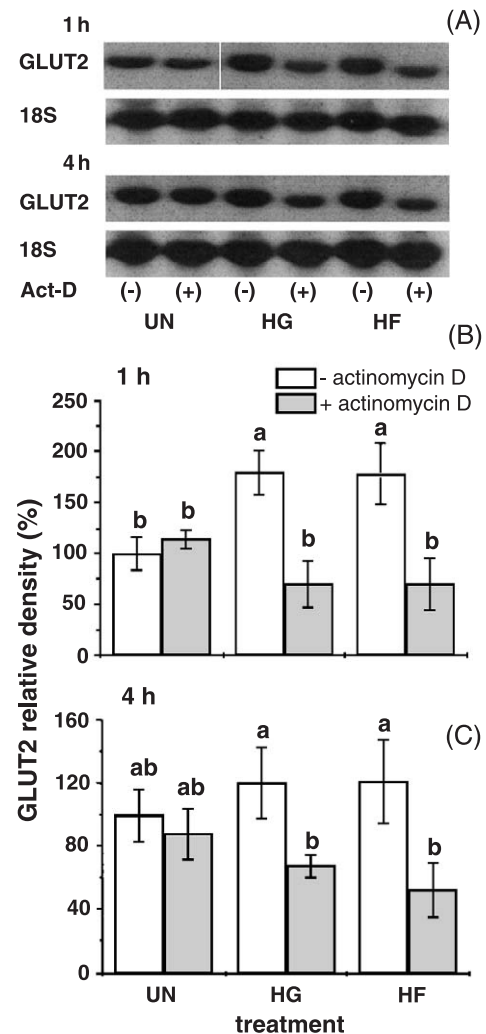 (A)
1 h
GLUT2
18S
4 h
GLUT2
18S
Act-D (-) (+) (-) (+) (-) (+)
UN HG HF
(B)
1 h
- actinomycin D
+ actinomycin D
250
200
150
100
50
0
b b a b a b
4 h
(C)
160
120
80
40
0
ab ab a b a b
GLUT2 relative density (%)
UN HG HF
treatment